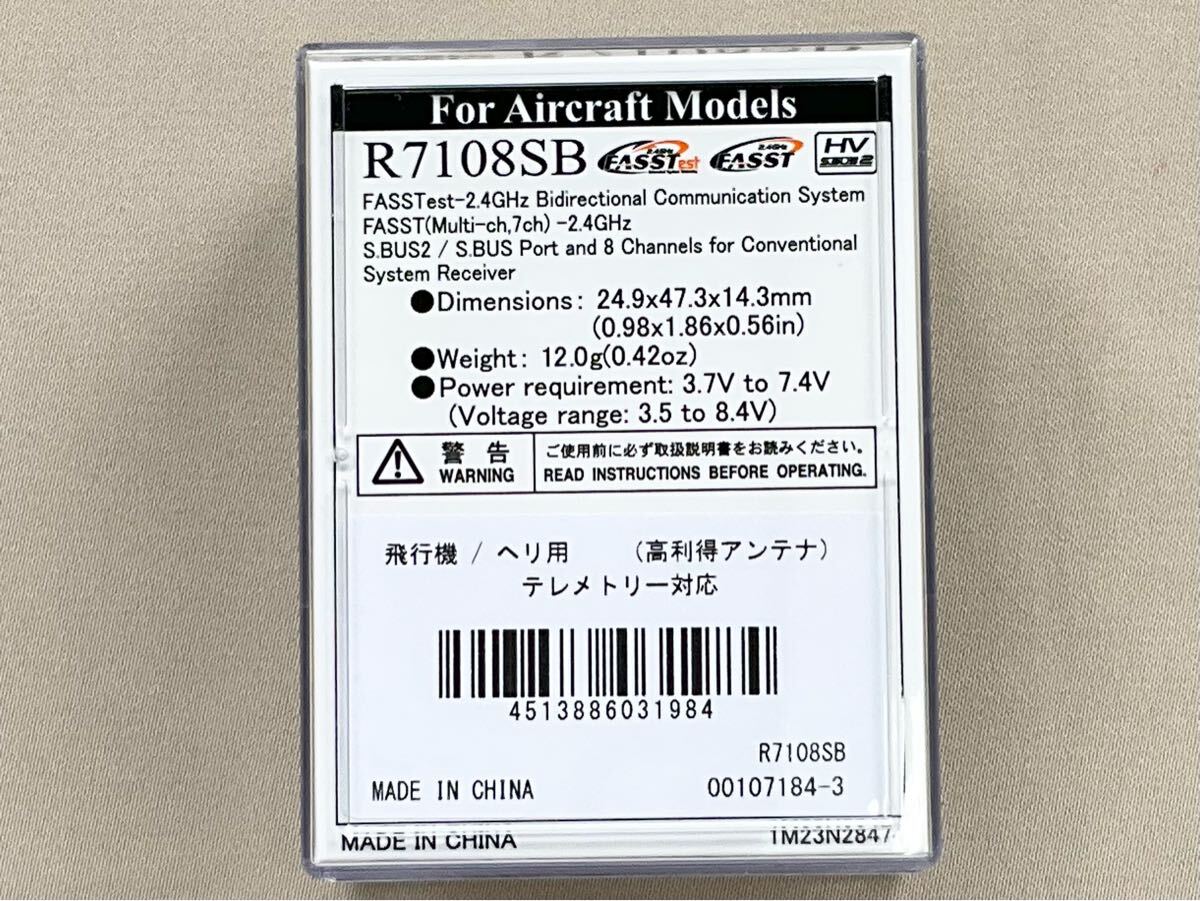 For Aircraft Models
R7108SB 2.4GHz FASSTest 2.4GHz FASST HV S.BUS2
FASSTest-2.4GHz Bidirectional Communication System
FASST(Multi-ch,7ch) -2.4GHz
S.BUS2 / S.BUS Port and 8 Channels for Conventional
System Receiver
●Dimensions: 24.9x47.3x14.3mm
(0.98x1.86x0.56in)
●Weight: 12.0g(0.42oz)
●Power requirement: 3.7V to 7.4V
(Voltage range: 3.5 to 8.4V)
警告 ご使用前に必ず取扱説明書をお読みください。
WARNING READ INSTRUCTIONS BEFORE OPERATING.
飛行機 / ヘリ用 (高利得アンテナ)
テレメトリー対応
4513886031984
R7108SB
MADE IN CHINA 00107184-3
MADE IN CHINA 1M23N2847